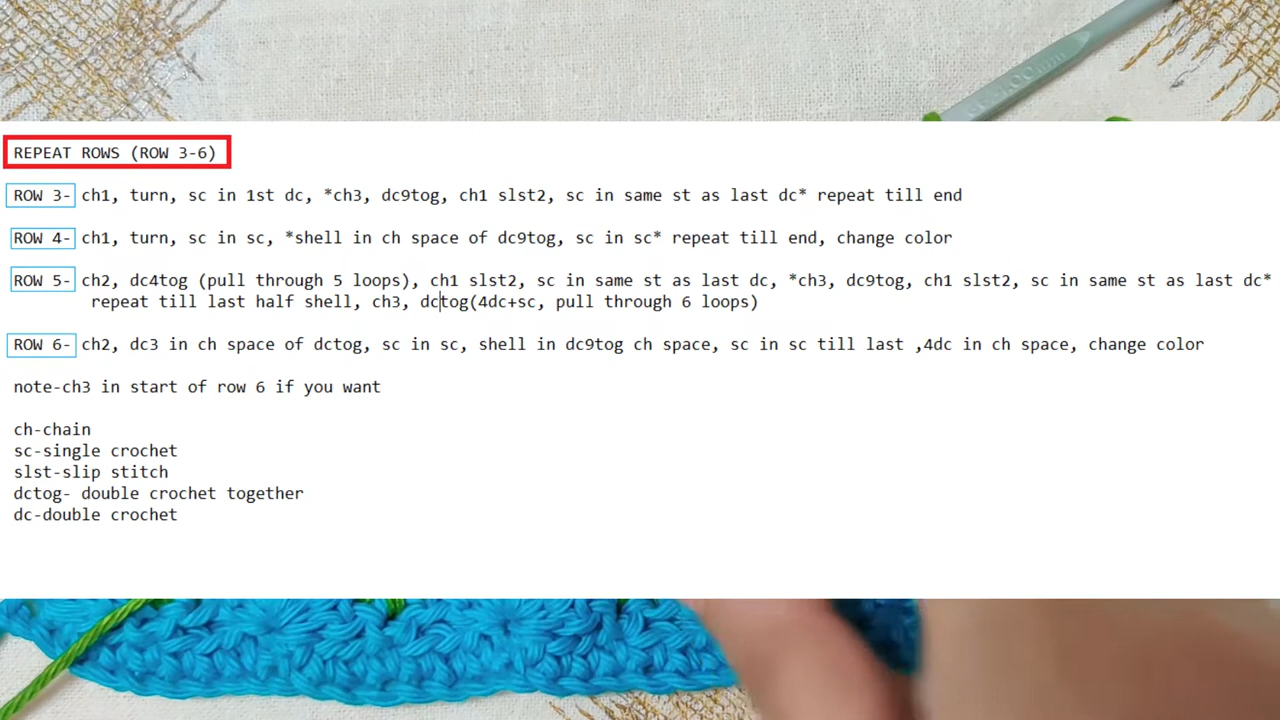 REPEAT ROWS (ROW 3-6)
ROW 3- ch1, turn, sc in 1st dc, *ch3, dc9tog, ch1 slst2, sc in same st as last dc* repeat till end
ROW 4- ch1, turn, sc in sc, *shell in ch space of dc9tog, sc in sc* repeat till end, change color
ROW 5- ch2, dc4tog (pull through 5 loops), ch1 slst2, sc in same st as last dc, *ch3, dc9tog, ch1 slst2, sc in same st as last dc*
repeat till last half shell, ch3, dctog(4dc+sc, pull through 6 loops)
ROW 6- ch2, dc3 in ch space of dctog, sc in sc, shell in dc9tog ch space, sc in sc till last ,4dc in ch space, change color
note-ch3 in start of row 6 if you want
ch-chain
sc-single crochet
slst-slip stitch
dctog- double crochet together
dc-double crochet